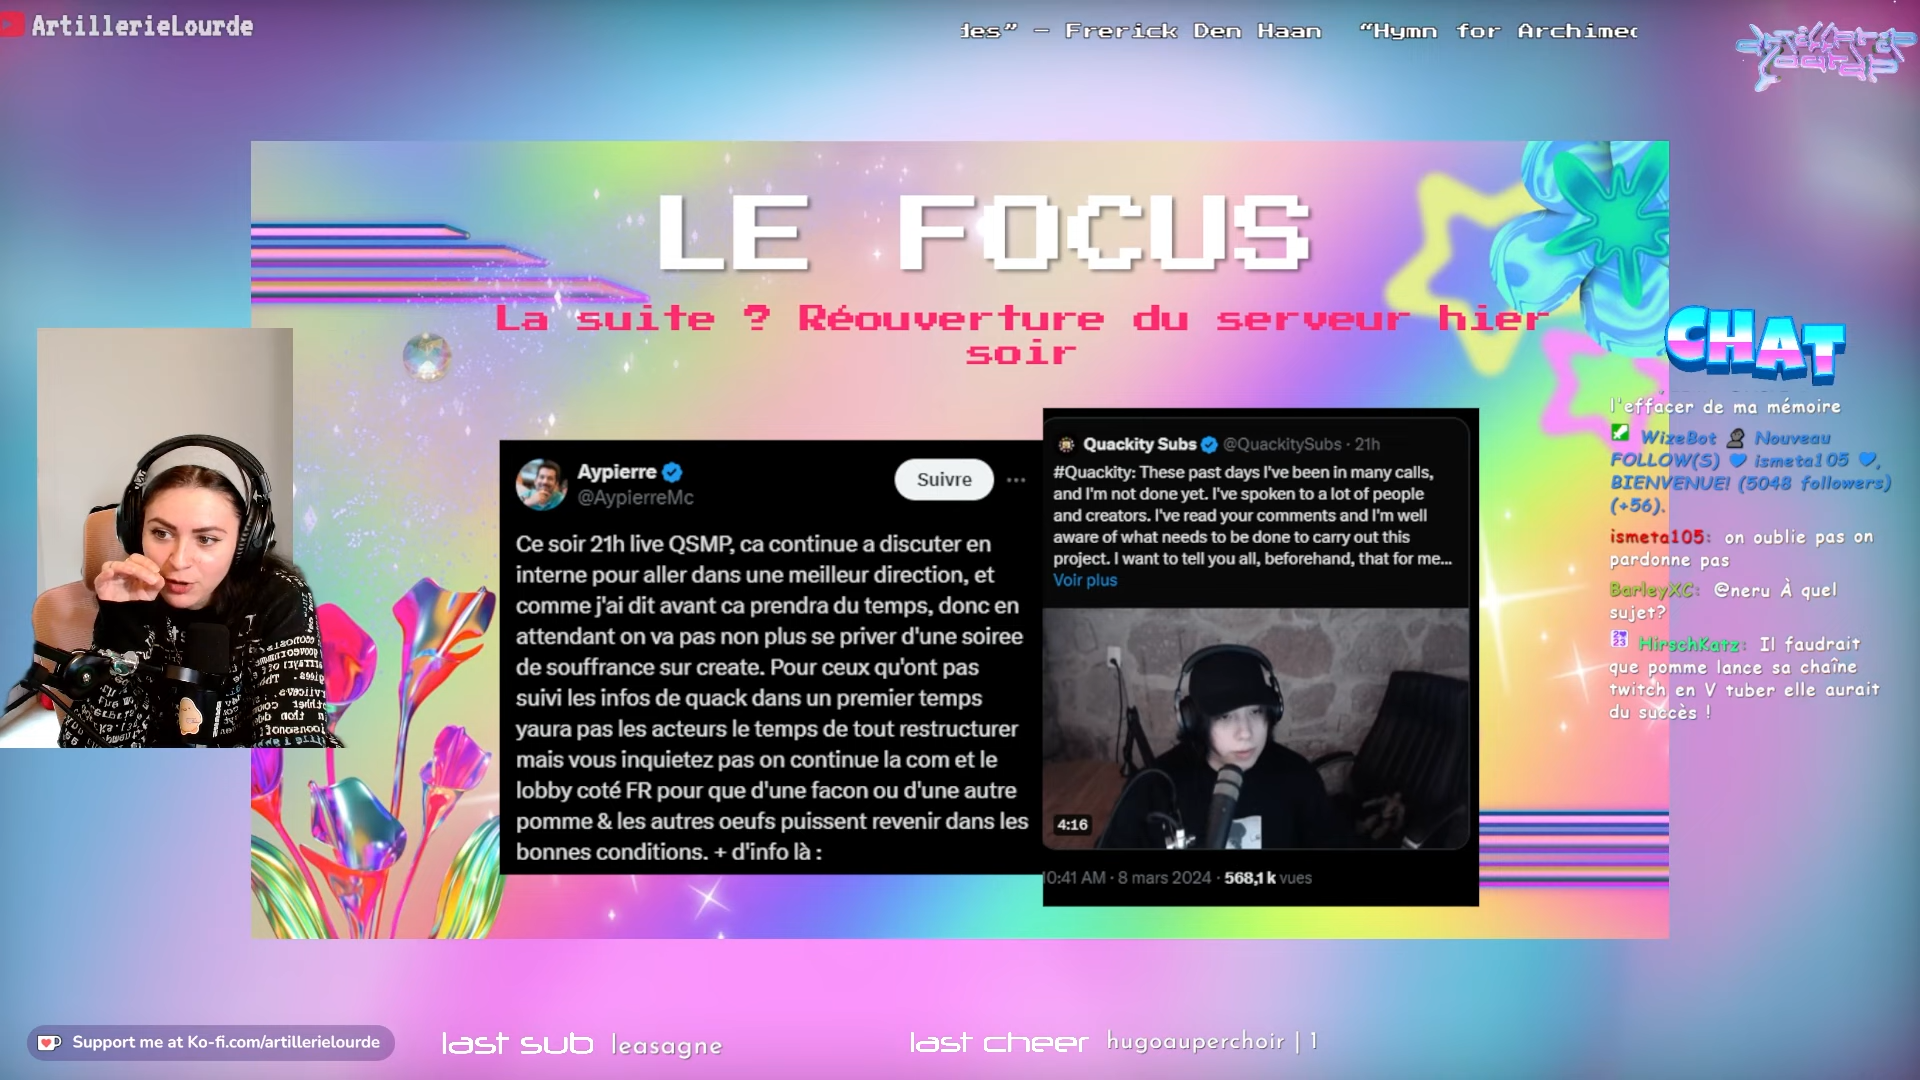 ArtillerieLourde
des” – Frerick Den Haan “Hymn for Archimed
LE FOCUS
La suite ? Réouverture du serveur hier
soir
Aypierre
@AypierreMc
Suivre
Ce soir 21h live QSMP, ca continue a discuter en
interne pour aller dans une meilleur direction, et
comme j'ai dit avant ca prendra du temps, donc en
attendant on va pas non plus se priver d'une soiree
de souffrance sur create. Pour ceux qu'ont pas
suivi les infos de quack dans un premier temps
yaura pas les acteurs le temps de tout restructurer
mais vous inquietez pas on continue la com et le
lobby coté FR pour que d'une facon ou d'une autre
pomme & les autres oeufs puissent revenir dans les
bonnes conditions. + d'info là :
Quackity Subs @QuackitySubs · 21h
#Quackity: These past days I've been in many calls,
and I'm not done yet. I've spoken to a lot of people
and creators. I've read your comments and I'm well
aware of what needs to be done to carry out this
project. I want to tell you all, beforehand, that for me...
Voir plus
4:16
10:41 AM · 8 mars 2024 · 568,1 k vues
CHAT
l'effacer de ma mémoire
WizeBot Nouveau
FOLLOW(S) ismeta105 ,
BIENVENUE! (5048 followers)
(+56).
ismeta105: on oublie pas on
pardonne pas
BarleyXC: @neru À quel
sujet?
HirschKatz: Il faudrait
que pomme lance sa chaîne
twitch en V tuber elle aurait
du succès !
Support me at Ko-fi.com/artillerielourde
last sub leasagne
last cheer hugoauperchoir | 1